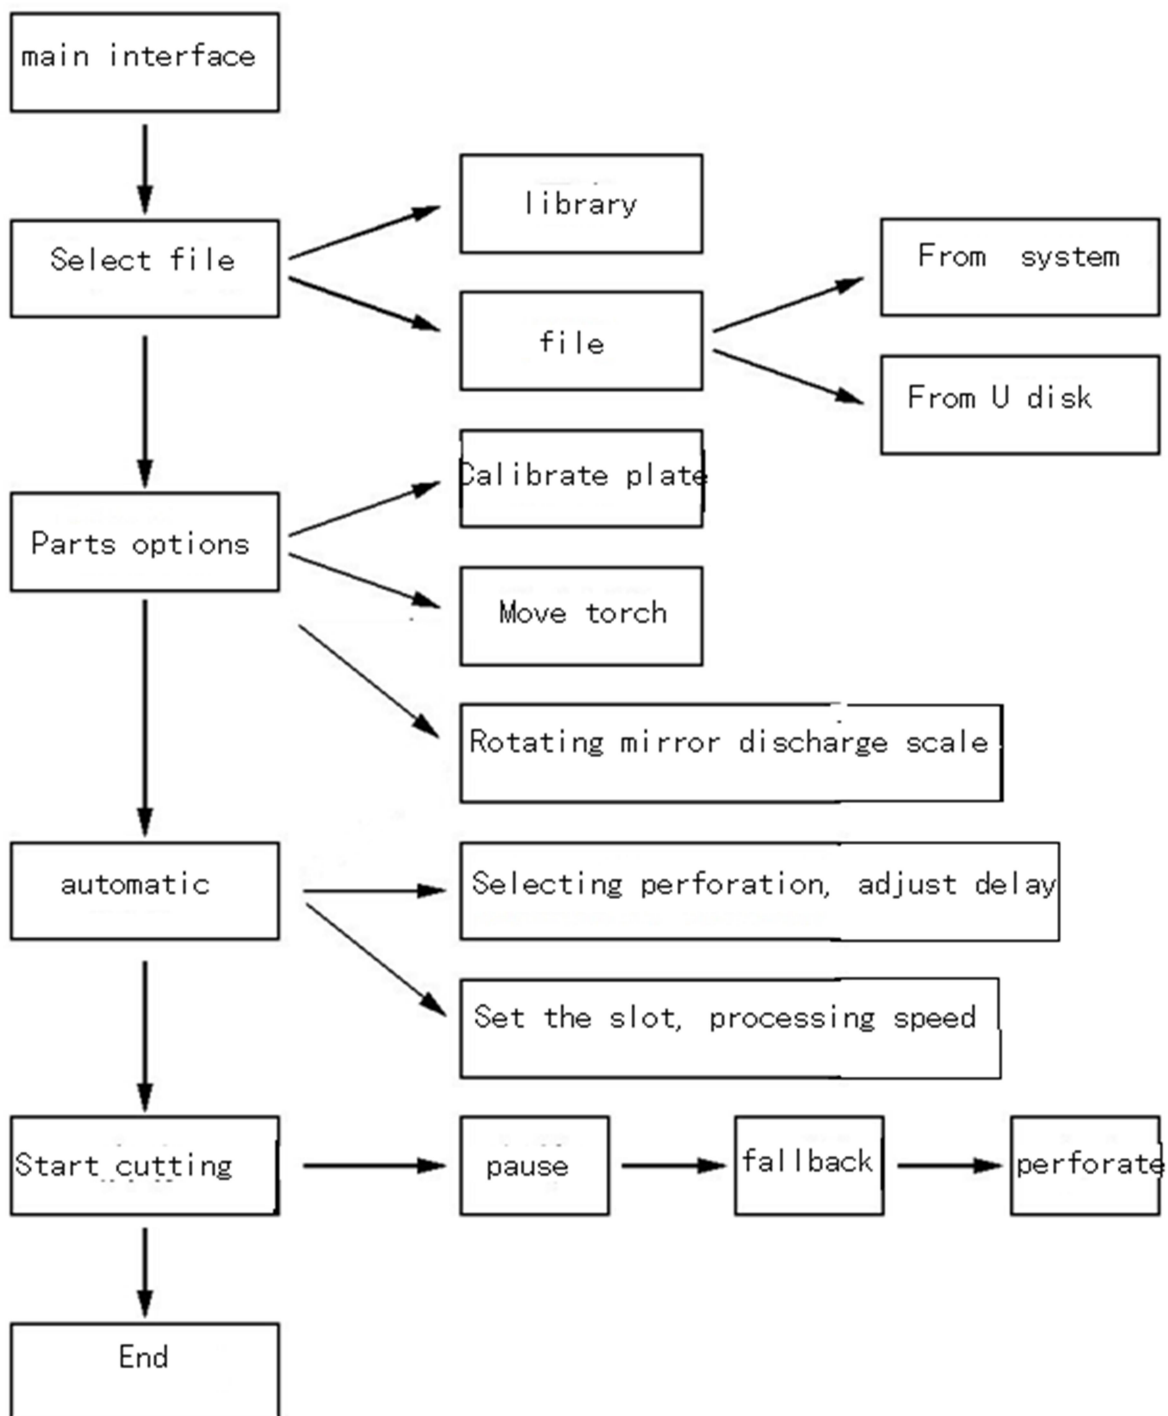 main interface
Select file
library
file
From system
From U disk
Parts options
Calibrate plate
Move torch
Rotating mirror discharge scale
automatic
Selecting perforation, adjust delay
Set the slot, processing speed
Start cutting
pause
fallback
perforate
End